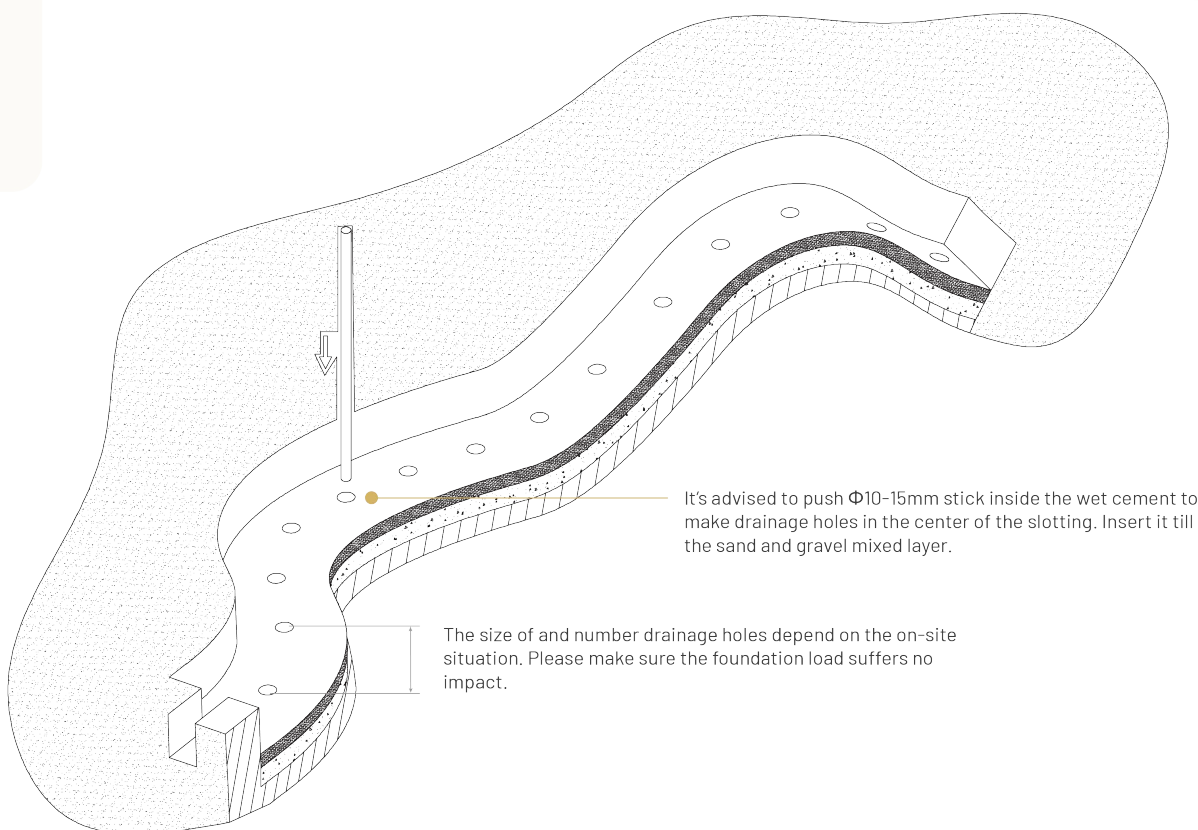 It's advised to push Φ10-15mm stick inside the wet cement to
make drainage holes in the center of the slotting. Insert it till
the sand and gravel mixed layer.
The size of and number drainage holes depend on the on-site
situation. Please make sure the foundation load suffers no
impact.